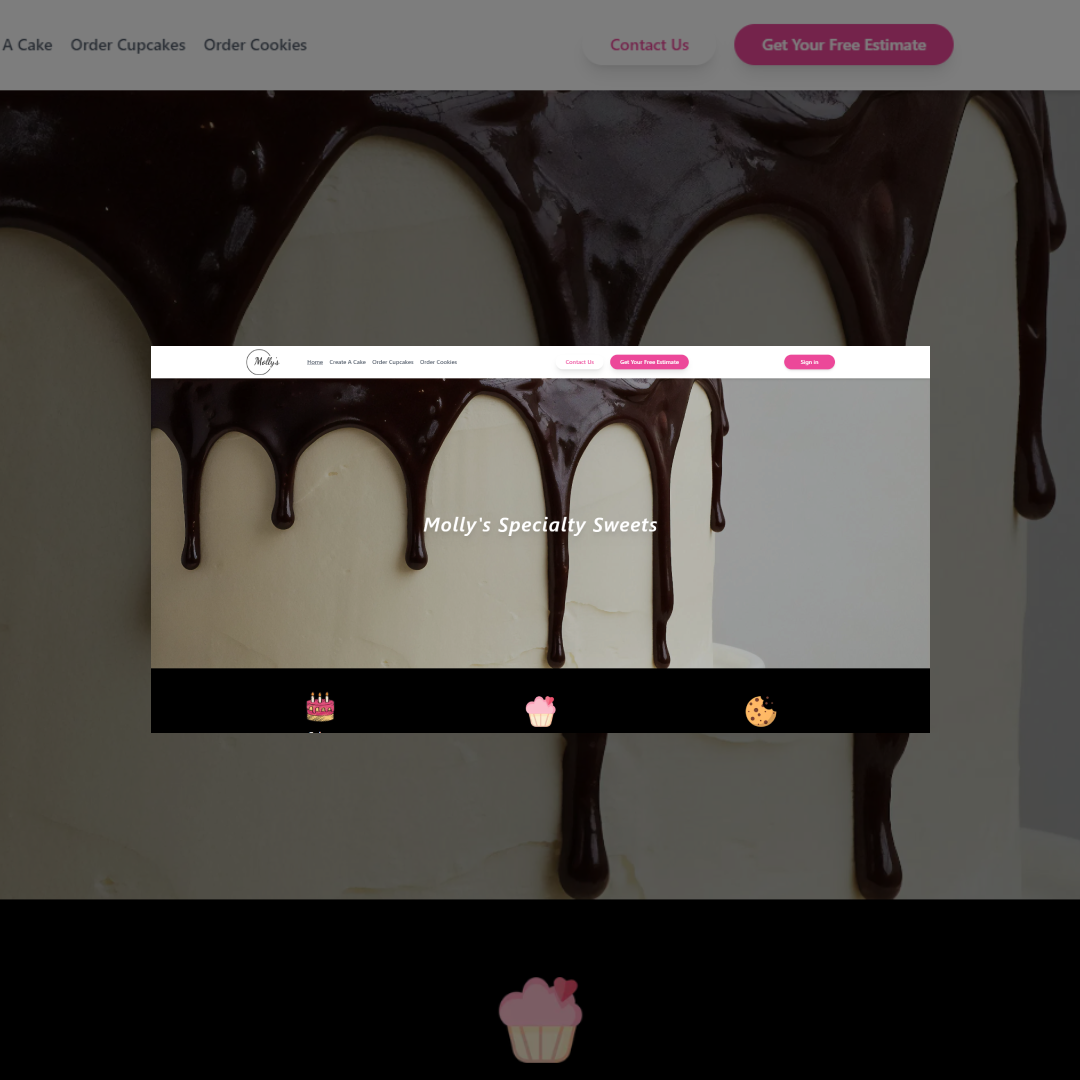 A Cake Order Cupcakes Order Cookies Contact Us Get Your Free Estimate
Molly's Home Create A Cake Order Cupcakes Order Cookies Contact Us Get Your Free Estimate Sign in
Molly's Specialty Sweets